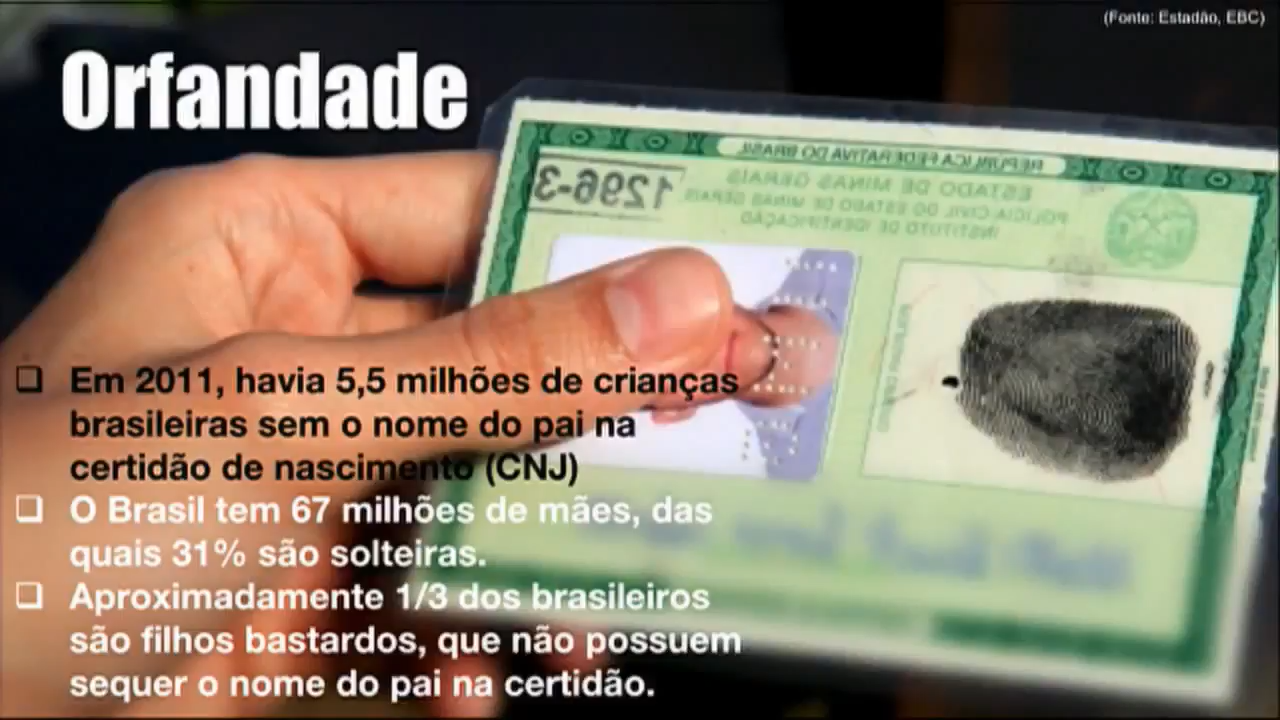 (Fonte: Estadão, EBC)
Orfandade
REPÚBLICA FEDERATIVA DO BRASIL
1296-3
ESTADO DE MINAS GERAIS
POLÍCIA CIVIL DO ESTADO DE MINAS GERAIS
INSTITUTO DE IDENTIFICAÇÃO
❑ Em 2011, havia 5,5 milhões de crianças
brasileiras sem o nome do pai na
certidão de nascimento (CNJ)
❑ O Brasil tem 67 milhões de mães, das
quais 31% são solteiras.
❑ Aproximadamente 1/3 dos brasileiros
são filhos bastardos, que não possuem
sequer o nome do pai na certidão.